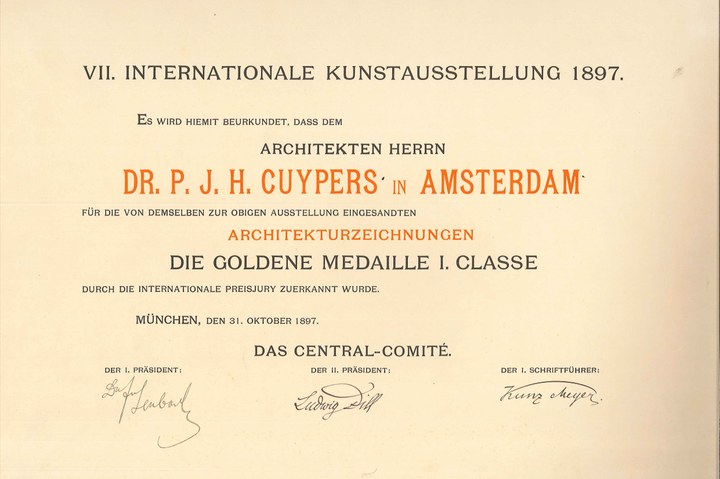 VII. INTERNATIONALE KUNSTAUSSTELLUNG 1897.
ES WIRD HIEMIT BEURKUNDET, DASS DEM
ARCHITEKTEN HERRN
DR. P. J. H. CUYPERS IN AMSTERDAM
FÜR DIE VON DEMSELBEN ZUR OBIGEN AUSSTELLUNG EINGESANDTEN
ARCHITEKTURZEICHNUNGEN
DIE GOLDENE MEDAILLE I. CLASSE
DURCH DIE INTERNATIONALE PREISJURY ZUERKANNT WURDE.
MÜNCHEN, DEN 31. OKTOBER 1897.
DAS CENTRAL-COMITÉ.
DER I. PRÄSIDENT: DER II. PRÄSIDENT: DER I. SCHRIFTFÜHRER:
Lenbach Ludwig Dill Kunz Meyer.